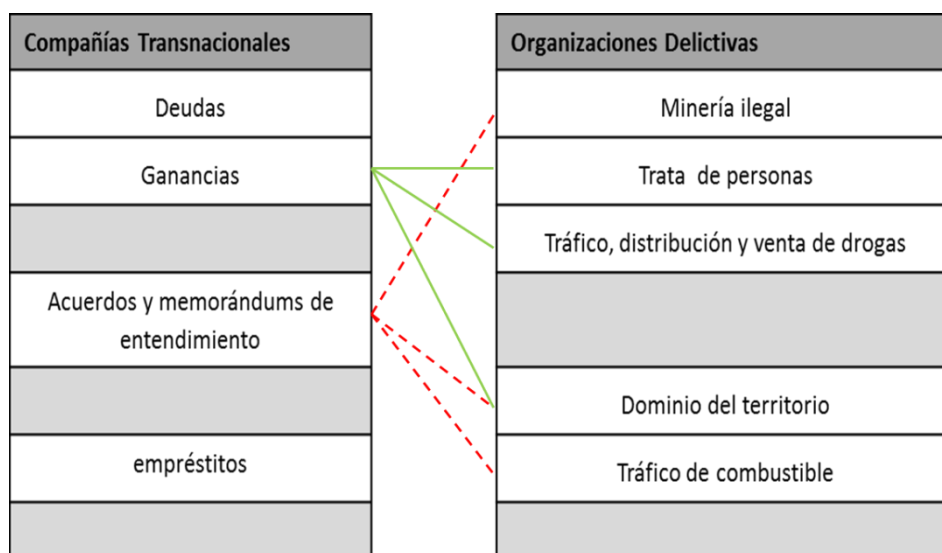 Compañías Transnacionales
Deudas
Ganancias
Acuerdos y memorándums de
entendimiento
empréstitos
Organizaciones Delictivas
Minería ilegal
Trata de personas
Tráfico, distribución y venta de drogas
Dominio del territorio
Tráfico de combustible